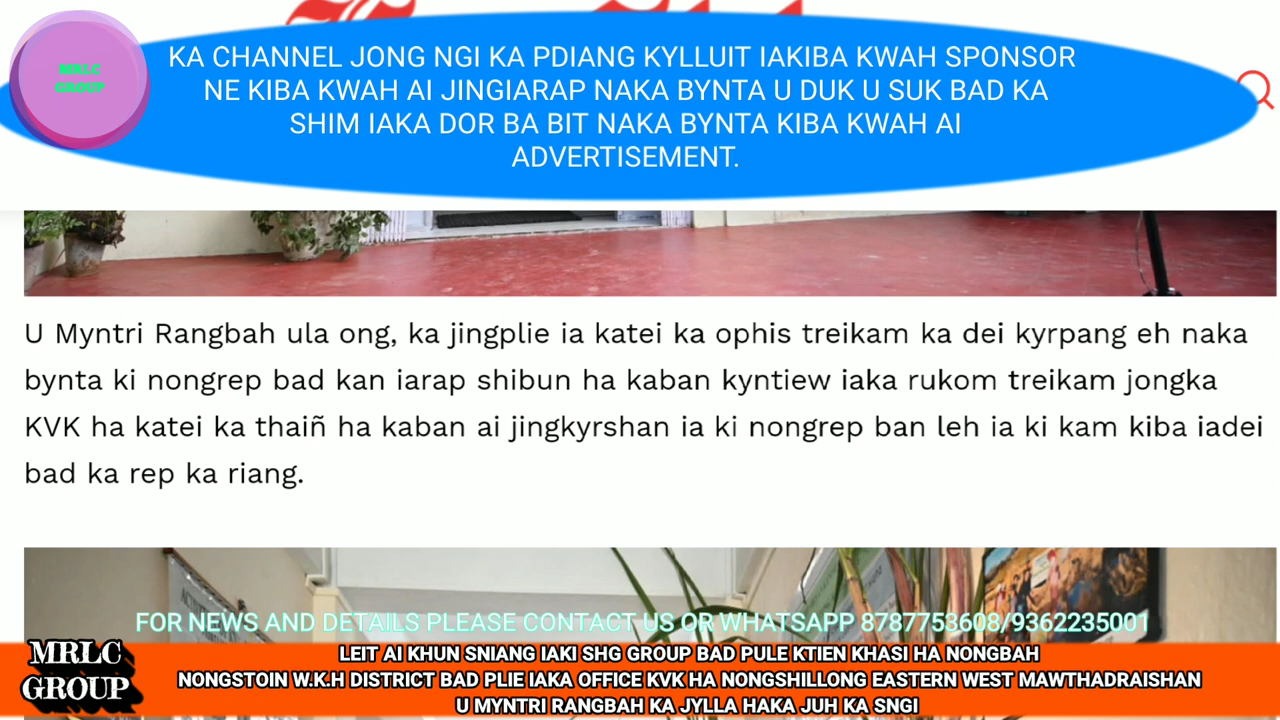 MRLC
GROUP
KA CHANNEL JONG NGI KA PDIANG KYLLUIT IAKIBA KWAH SPONSOR
NE KIBA KWAH AI JINGIARAP NAKA BYNTA U DUK U SUK BAD KA
SHIM IAKA DOR BA BIT NAKA BYNTA KIBA KWAH AI
ADVERTISEMENT.
U Myntri Rangbah ula ong, ka jingplie ia katei ka ophis treikam ka dei kyrpang eh naka
bynta ki nongrep bad kan iarap shibun ha kaban kyntiew iaka rukom treikam jongka
KVK ha katei ka thaiñ ha kaban ai jingkyrshan ia ki nongrep ban leh ia ki kam kiba iadei
bad ka rep ka riang.
FOR NEWS AND DETAILS PLEASE CONTACT US OR WHATSAPP 8787753608/9362235001
MRLC
GROUP
LEIT AI KHUN SNIANG IAKI SHG GROUP BAD PULE KTIEN KHASI HA NONGBAH
NONGSTOIN W.K.H DISTRICT BAD PLIE IAKA OFFICE KVK HA NONGSHILLONG EASTERN WEST MAWTHADRAISHAN
U MYNTRI RANGBAH KA JYLLA HAKA JUH KA SNGI